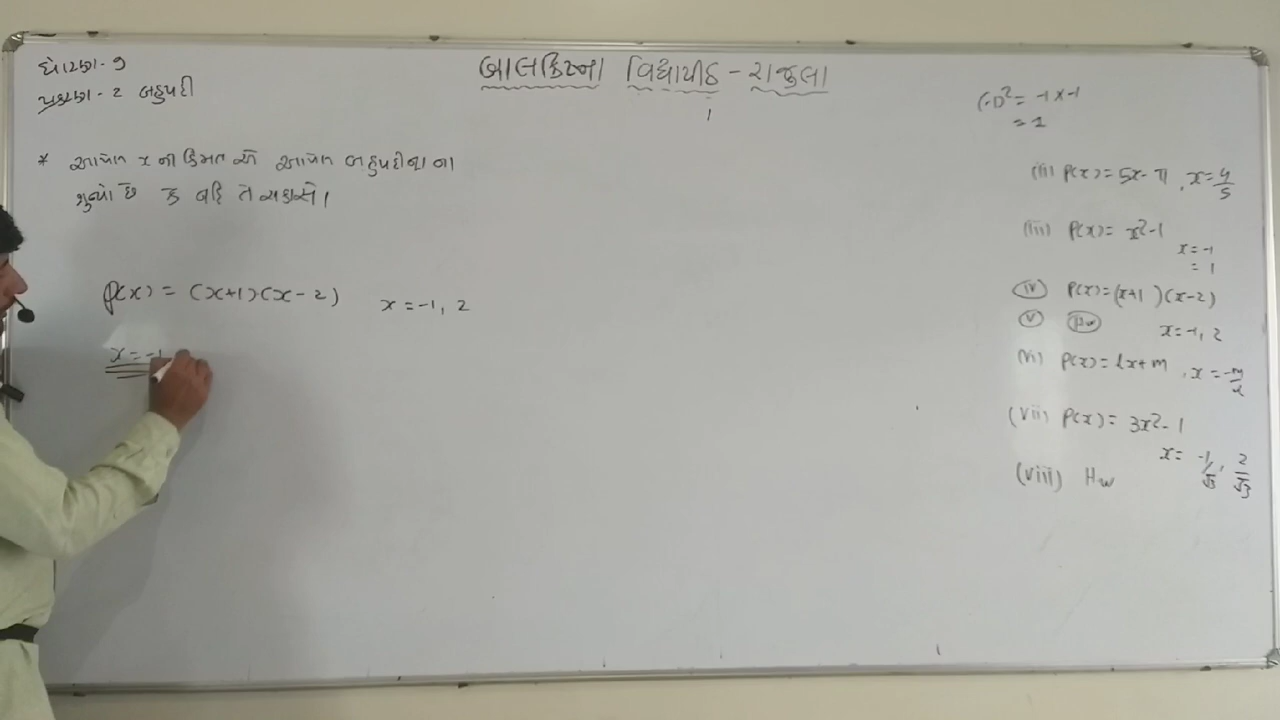 ધોરણ - 9
પ્રકરણ - 2 બહુપદી
બાલક્રિષ્ના વિદ્યાપીઠ - રાજુલા
* આપેલ x ની કિંમત એ આપેલ બહુપદીના
શૂન્યો છે કે નહિ તે ચકાસો.
P(x) = (x+1)(x-2) x = -1, 2
x = -1
(-1)² = -1 x -1
= 1
(ii) P(x) = 5x - π , x = 4/5
(iii) P(x) = x² - 1
x = -1
= 1
(iv) P(x) = (x+1)(x-2)
x = -1, 2
(v) Hw
(vi) P(x) = lx + m , x = -m/l
(vii) P(x) = 3x² - 1
x = -1/√3, 2/√3
(viii) Hw